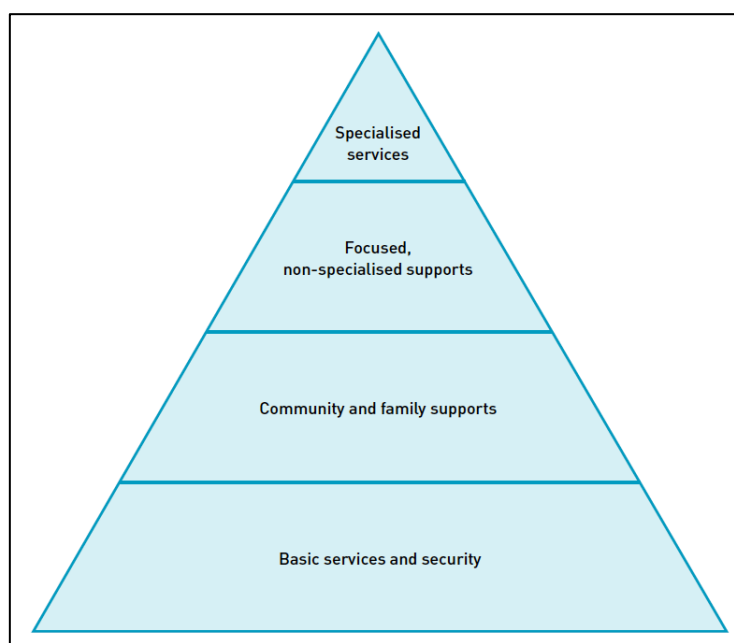 Specialised
services
Focused,
non-specialised supports
Community and family supports
Basic services and security